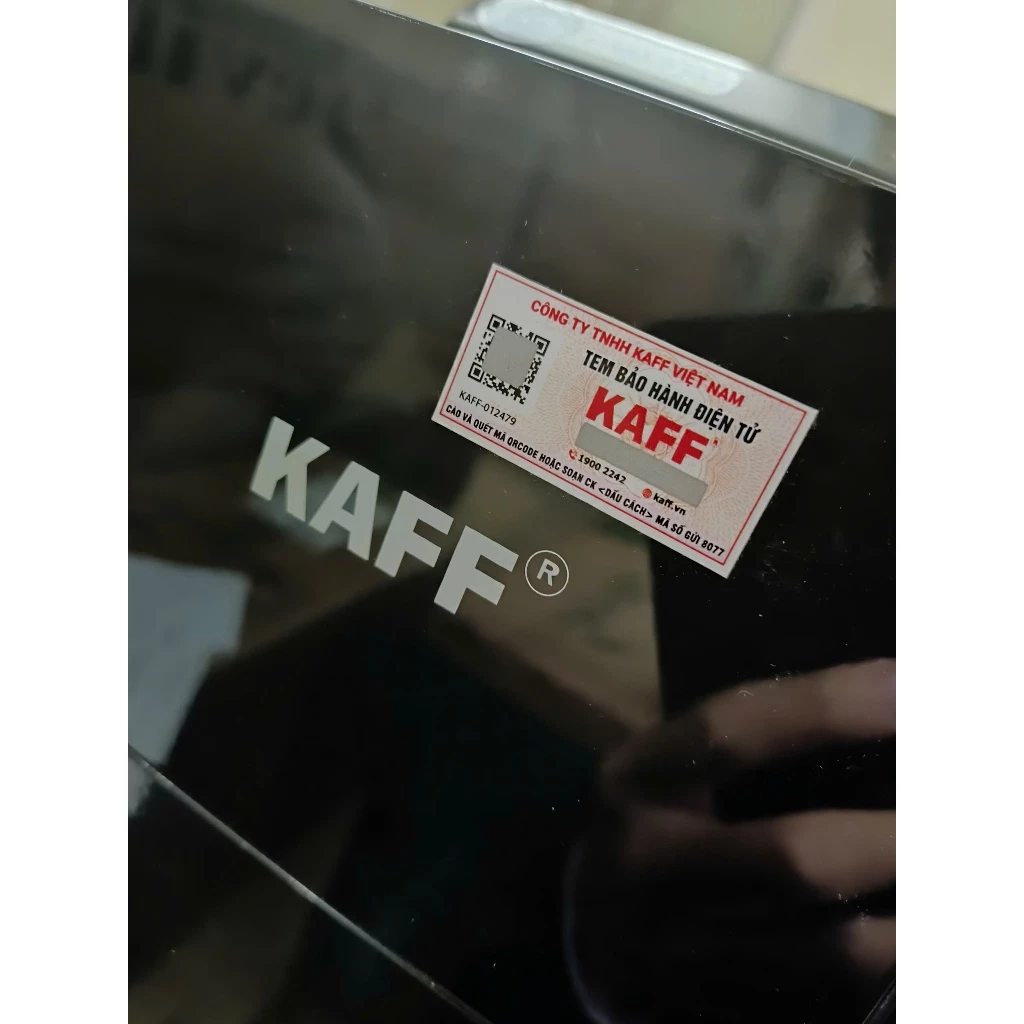 CÔNG TY TNHH KAFF VIỆT NAM
TEM BẢO HÀNH ĐIỆN TỬ
KAFF
KAFF-012479
1900 2242 kaff.vn
CÀO VÀ QUÉT MÃ QRCODE HOẶC SOẠN CK <DẤU CÁCH> MÃ SỐ GỬI 8077
KAFF®